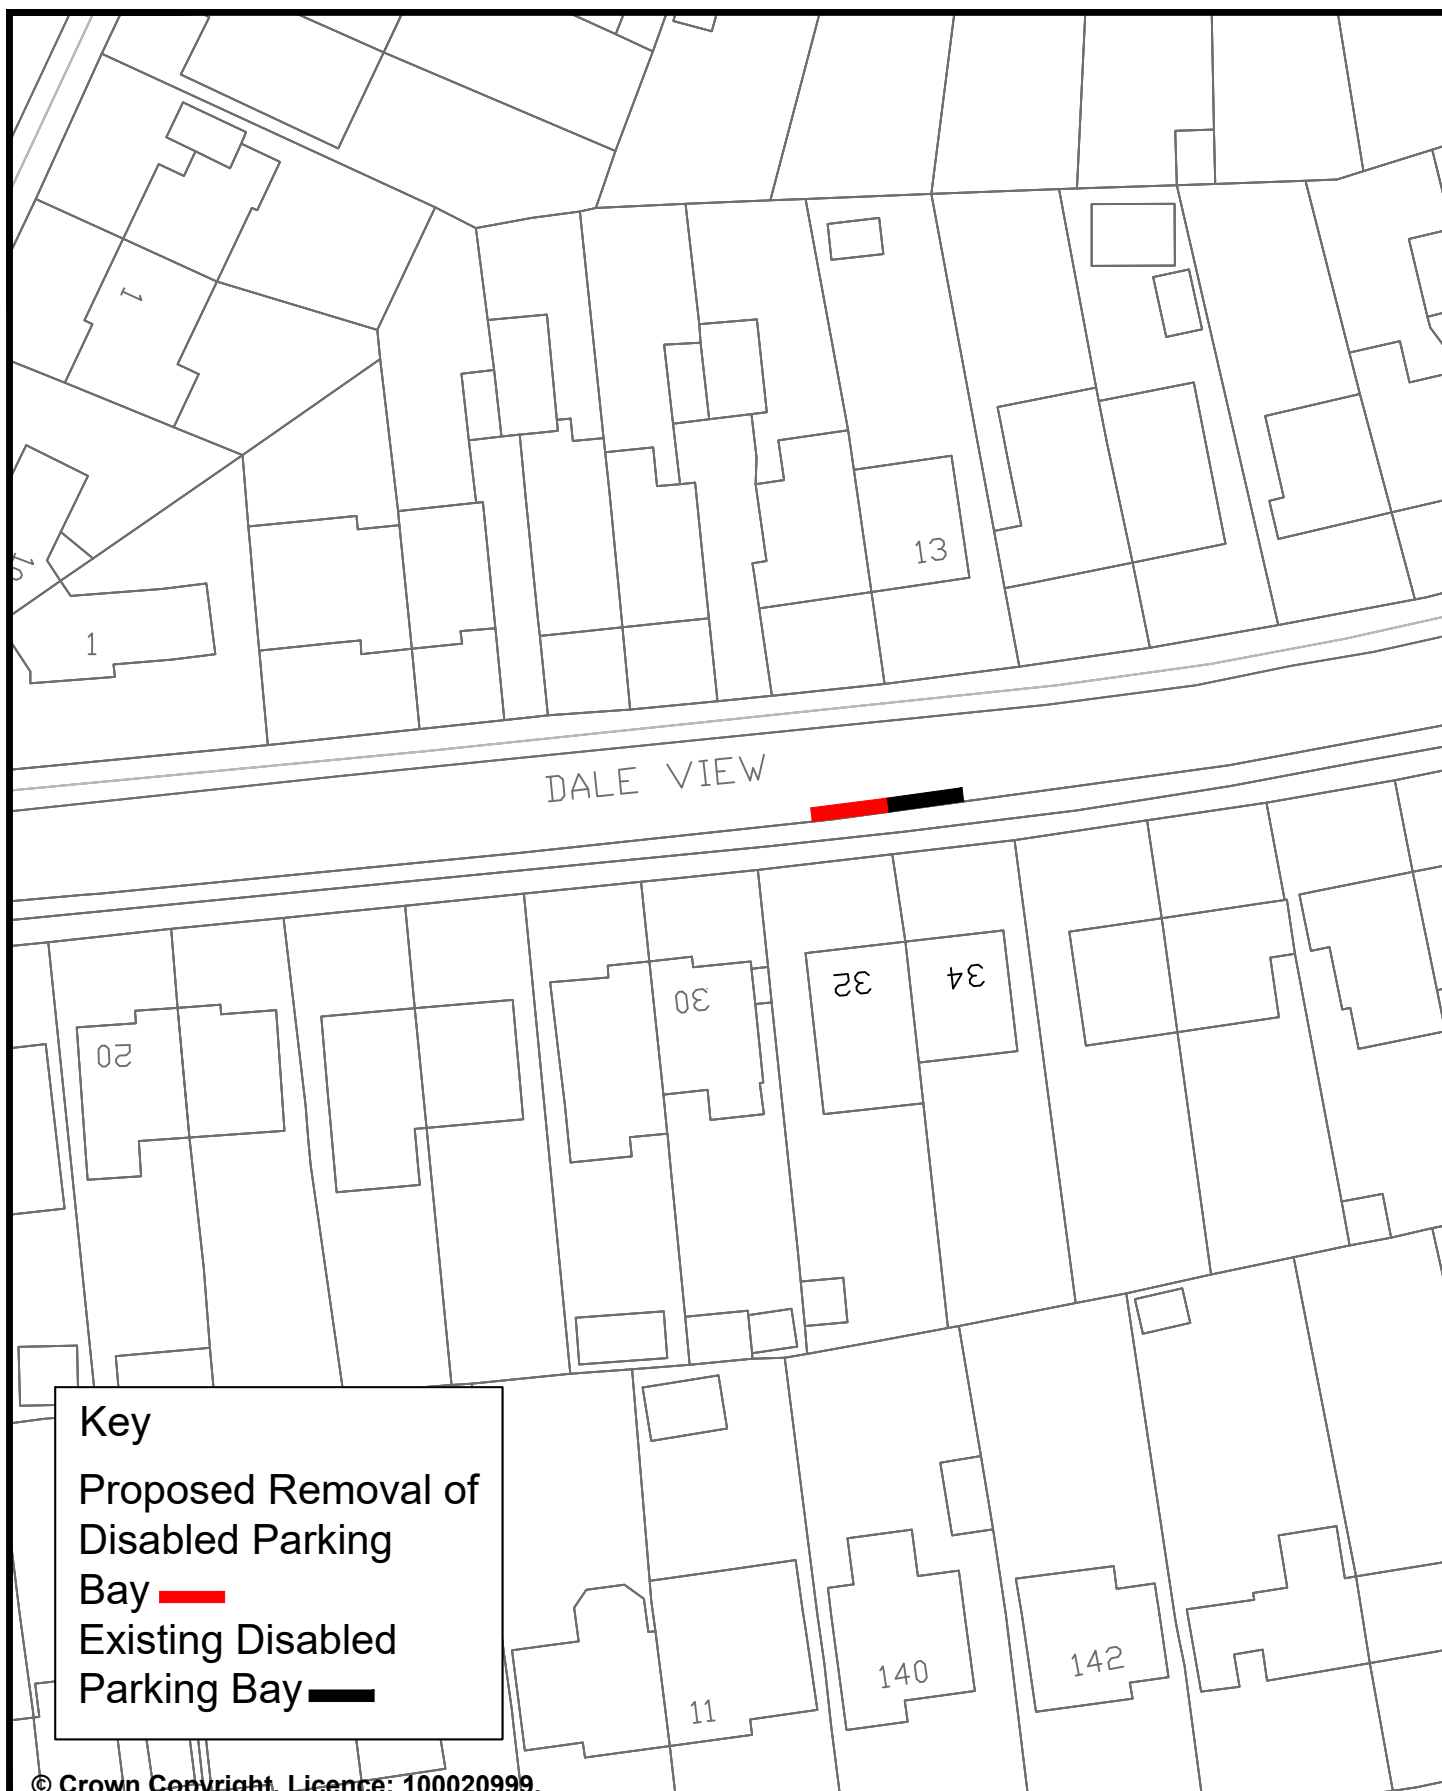 1
13
19
1
DALE VIEW
32
34
30
20
Key
Proposed Removal of
Disabled Parking
Bay
Existing Disabled
Parking Bay
140
142
11
© Crown Copyright. Licence: 100020999.